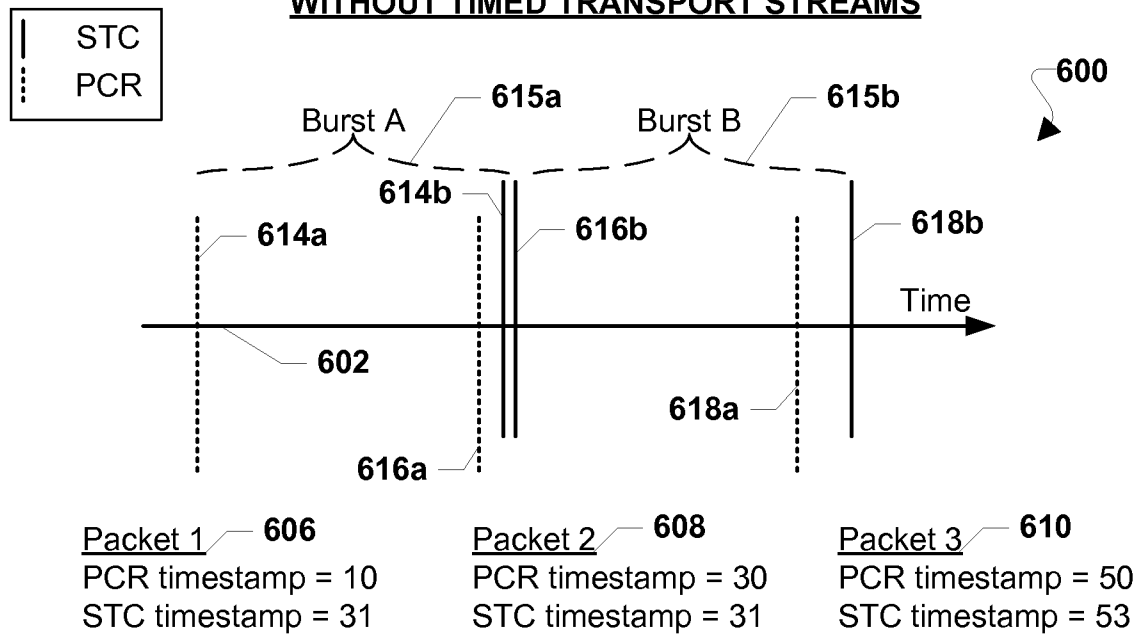 WITHOUT TIMED TRANSPORT STREAMS
STC
PCR
600
615a
615b
Burst A
Burst B
614b
614a
616b
618b
Time
602
618a
616a
Packet 1 606
Packet 2 608
Packet 3 610
PCR timestamp = 10
PCR timestamp = 30
PCR timestamp = 50
STC timestamp = 31
STC timestamp = 31
STC timestamp = 53